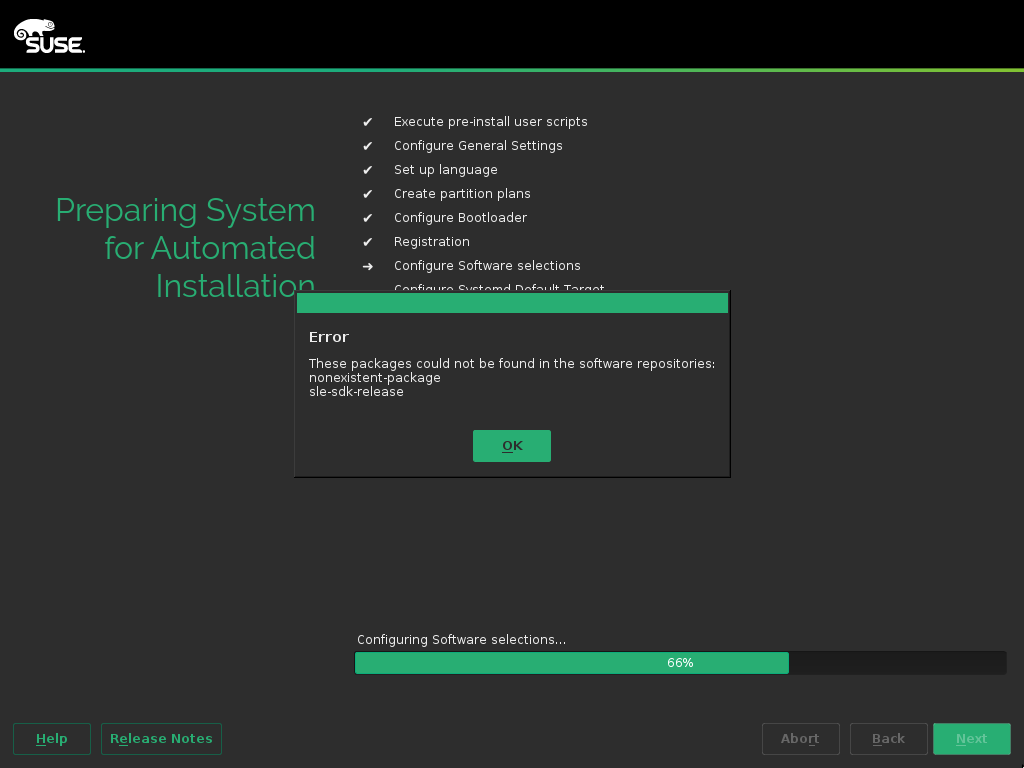 SUSE.
Execute pre-install user scripts
Configure General Settings
Set up language
Create partition plans
Configure Bootloader
Registration
Configure Software selections
Configure Systemd Default Target
Preparing System
for Automated
Installation
Error
These packages could not be found in the software repositories:
nonexistent-package
sle-sdk-release
OK
Configuring Software selections...
66%
Help
Release Notes
Abort
Back
Next